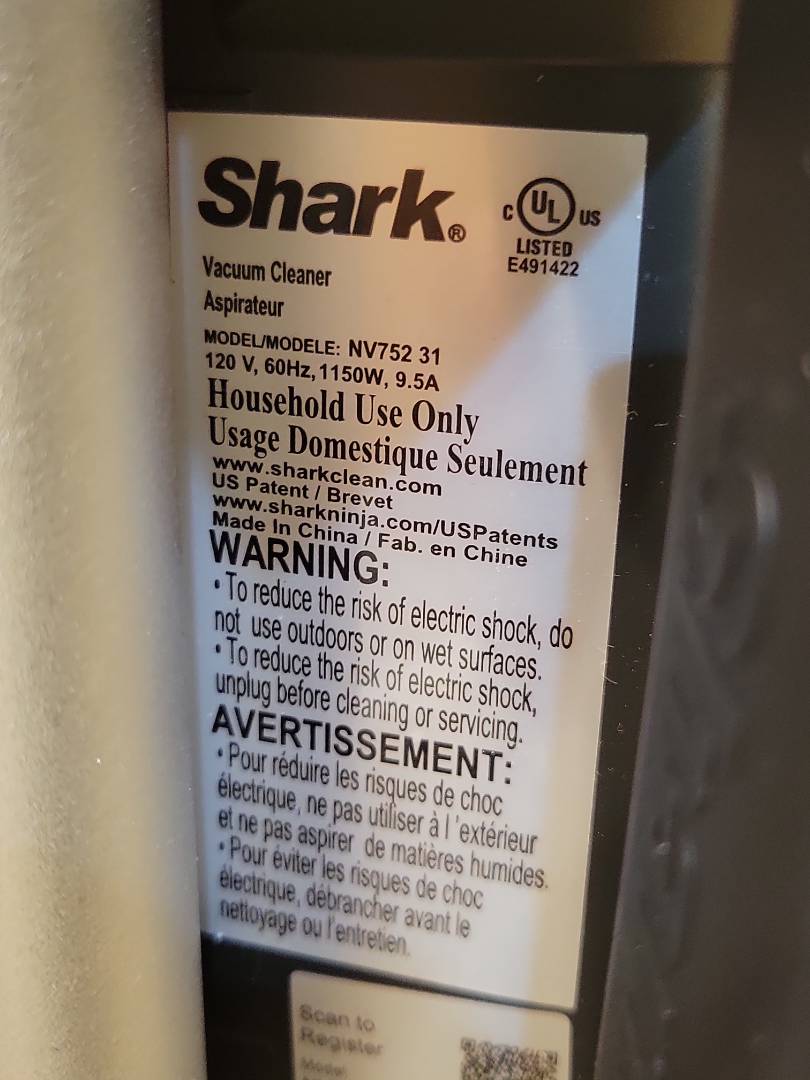 Shark®
C UL US
LISTED
E491422
Vacuum Cleaner
Aspirateur
MODEL/MODELE: NV752 31
120 V, 60Hz, 1150W, 9.5A
Household Use Only
Usage Domestique Seulement
www.sharkclean.com
US Patent / Brevet
www.sharkninja.com/USPatents
Made In China / Fab. en Chine
WARNING:
• To reduce the risk of electric shock, do
not use outdoors or on wet surfaces.
• To reduce the risk of electric shock,
unplug before cleaning or servicing.
AVERTISSEMENT:
• Pour réduire les risques de choc
électrique, ne pas utiliser à l'extérieur
et ne pas aspirer de matières humides.
• Pour éviter les risques de choc
électrique, débrancher avant le
nettoyage ou l'entretien.
Scan to
Register
Model